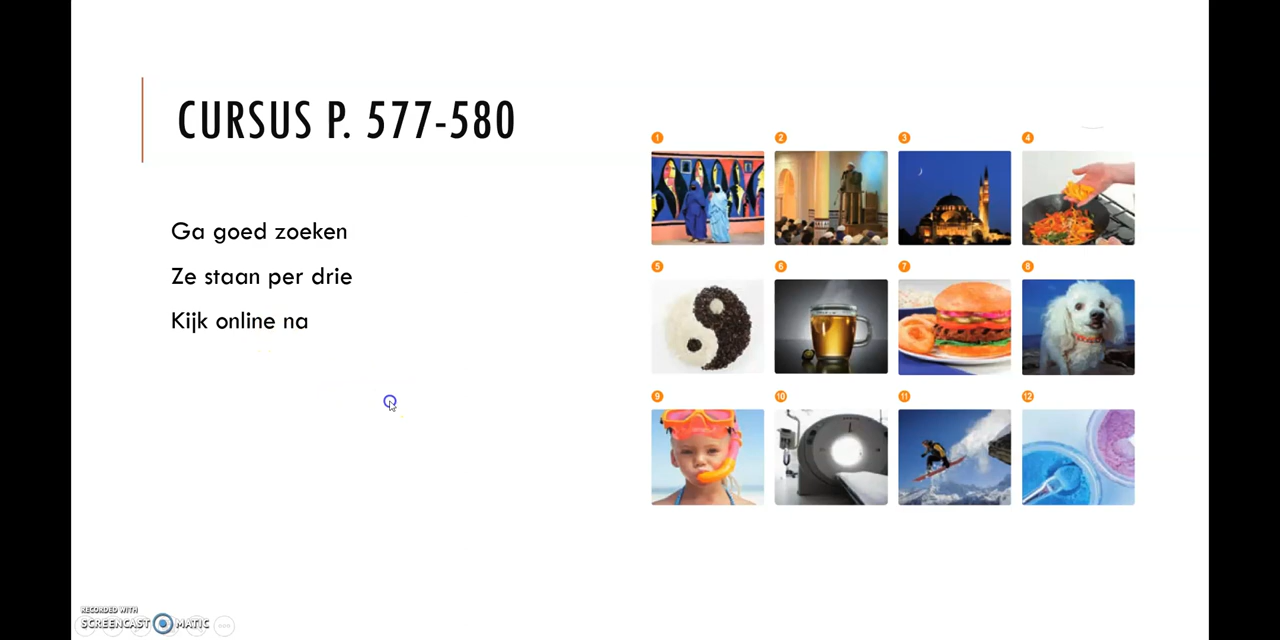 CURSUS P. 577-580
Ga goed zoeken
Ze staan per drie
Kijk online na
1
2
3
4
5
6
7
8
9
10
11
12
RECORDED WITH
SCREENCAST MATIC